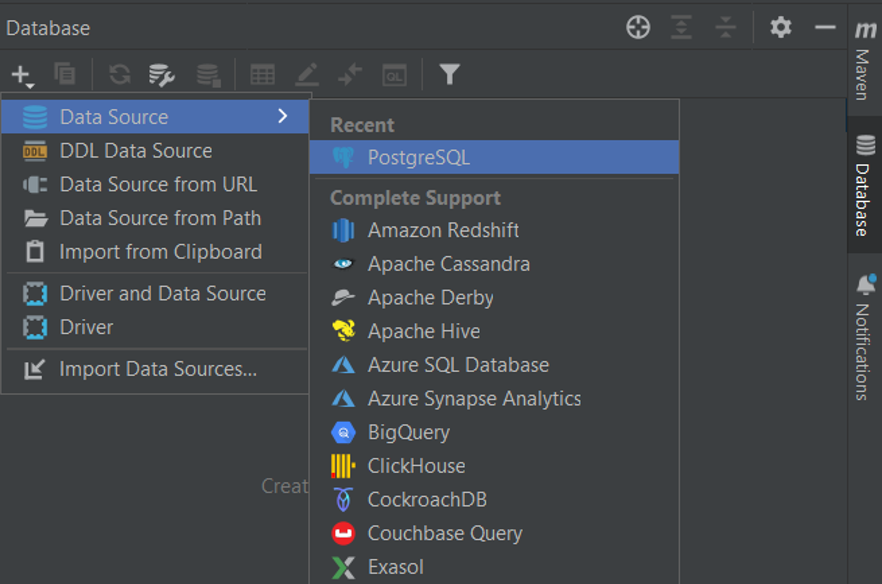 Database
Data Source
DDL Data Source
Data Source from URL
Data Source from Path
Import from Clipboard
Driver and Data Source
Driver
Import Data Sources...
Creat
Recent
PostgreSQL
Complete Support
Amazon Redshift
Apache Cassandra
Apache Derby
Apache Hive
Azure SQL Database
Azure Synapse Analytics
BigQuery
ClickHouse
CockroachDB
Couchbase Query
Exasol
m
Maven
Database
Notifications
DDL
QL